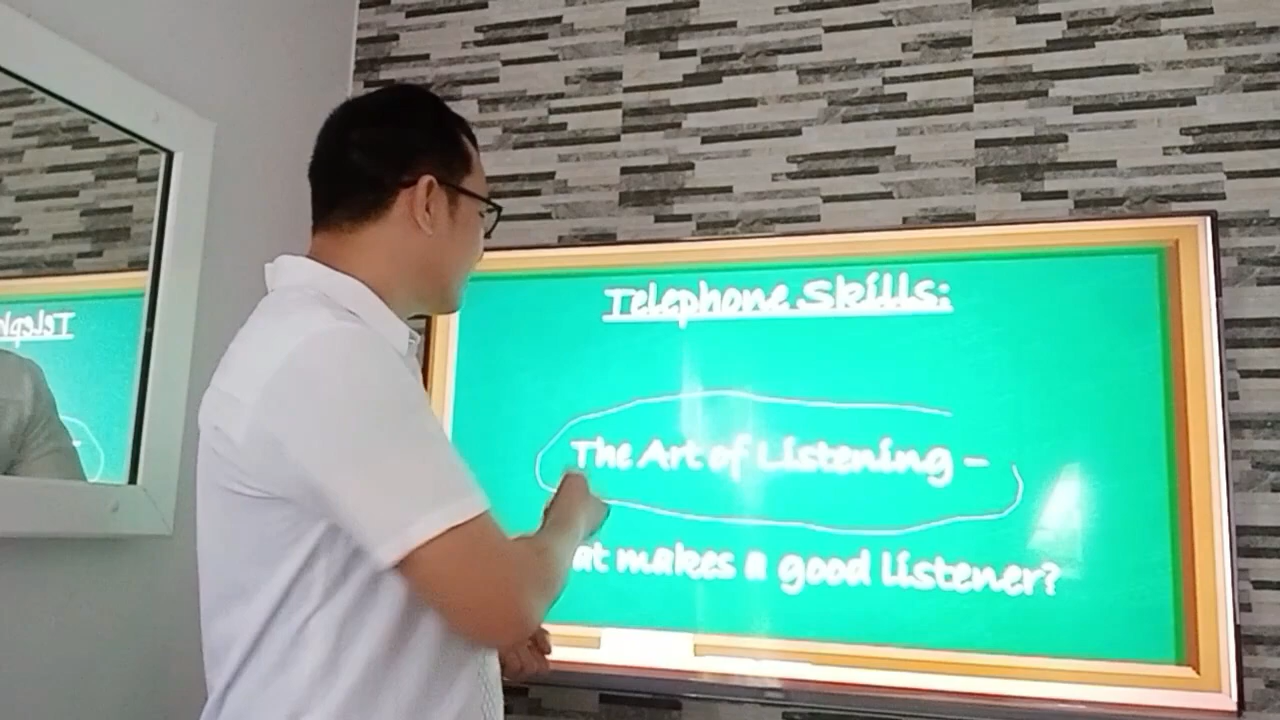 Telephone Skills:
The Art of Listening -
makes a good Listener?